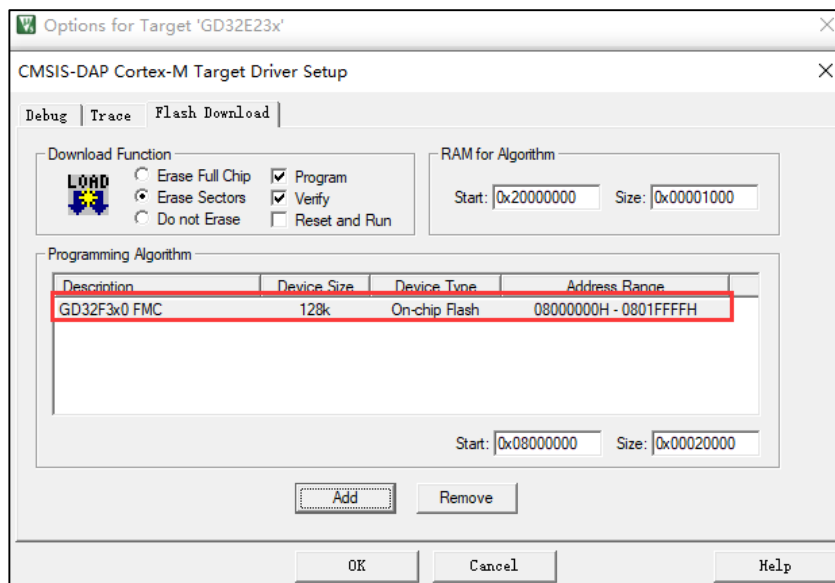 Options for Target 'GD32E23x'
CMSIS-DAP Cortex-M Target Driver Setup
Debug Trace Flash Download
Download Function
LOAD
Erase Full Chip
Erase Sectors
Do not Erase
Program
Verify
Reset and Run
RAM for Algorithm
Start: 0x20000000 Size: 0x00001000
Programming Algorithm
Description Device Size Device Type Address Range
GD32F3x0 FMC 128k On-chip Flash 08000000H - 0801FFFFH
Start: 0x08000000 Size: 0x00020000
Add Remove
OK Cancel Help